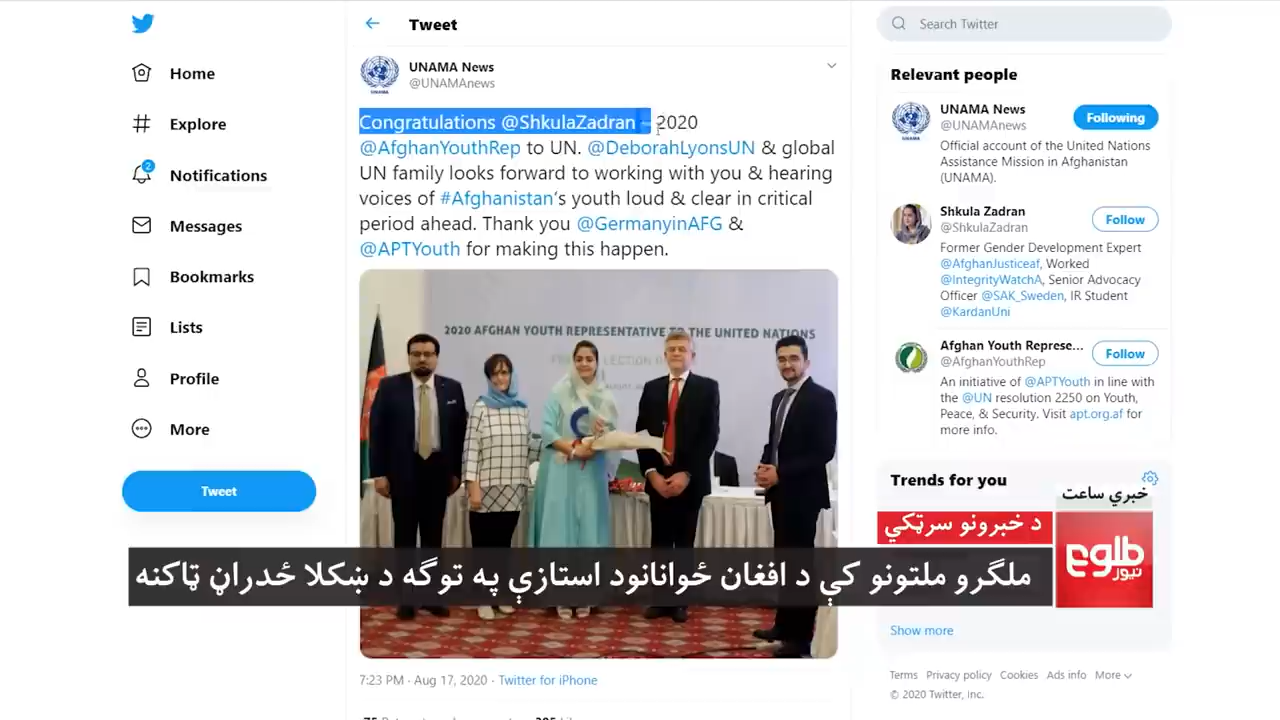 Tweet
Search Twitter
Home
Explore
2
Notifications
Messages
Bookmarks
Lists
Profile
More
Tweet
UNAMA News
@UNAMAnews
Congratulations @ShkulaZadran – 2020
@AfghanYouthRep to UN. @DeborahLyonsUN & global
UN family looks forward to working with you & hearing
voices of #Afghanistan's youth loud & clear in critical
period ahead. Thank you @GermanyinAFG &
@APTYouth for making this happen.
2020 AFGHAN YOUTH REPRESENTATIVE TO THE UNITED NATIONS
7:23 PM · Aug 17, 2020 · Twitter for iPhone
Relevant people
UNAMA News
@UNAMAnews
Following
Official account of the United Nations
Assistance Mission in Afghanistan
(UNAMA).
Shkula Zadran
@ShkulaZadran
Follow
Former Gender Development Expert
@AfghanJusticeaf, Worked
@IntegrityWatchA, Senior Advocacy
Officer @SAK_Sweden, IR Student
@KardanUni
Afghan Youth Represe...
@AfghanYouthRep
Follow
An initiative of @APTYouth in line with
the @UN resolution 2250 on Youth,
Peace, & Security. Visit apt.org.af for
more info.
Trends for you
خبري ساعت
د خبرونو سرټکي
طلوع
نیوز
ملګرو ملتونو کې د افغان ځوانانود استازې په توګه د ښکلا ځدراڼ ټاکنه
Show more
Terms Privacy policy Cookies Ads info More
© 2020 Twitter, Inc.